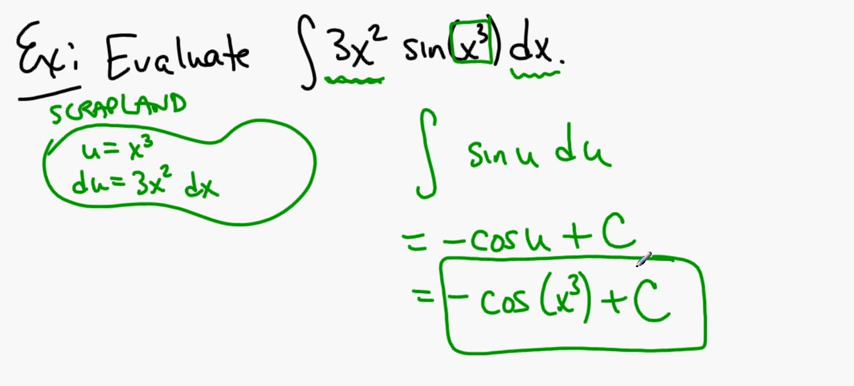 Ex: Evaluate ∫ 3x² sin(x³) dx.
SCRAPLAND
u = x³
du = 3x² dx
∫ sin u du
= -cos u + C
= -cos(x³) + C